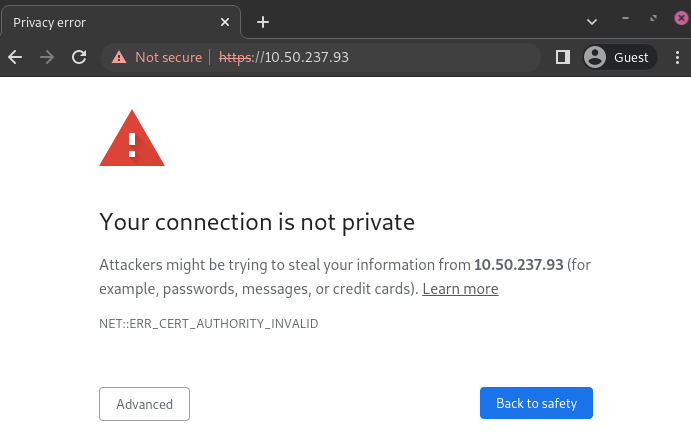 Privacy error
Not secure https://10.50.237.93
Guest
Your connection is not private
Attackers might be trying to steal your information from 10.50.237.93 (for
example, passwords, messages, or credit cards). Learn more
NET::ERR_CERT_AUTHORITY_INVALID
Advanced
Back to safety